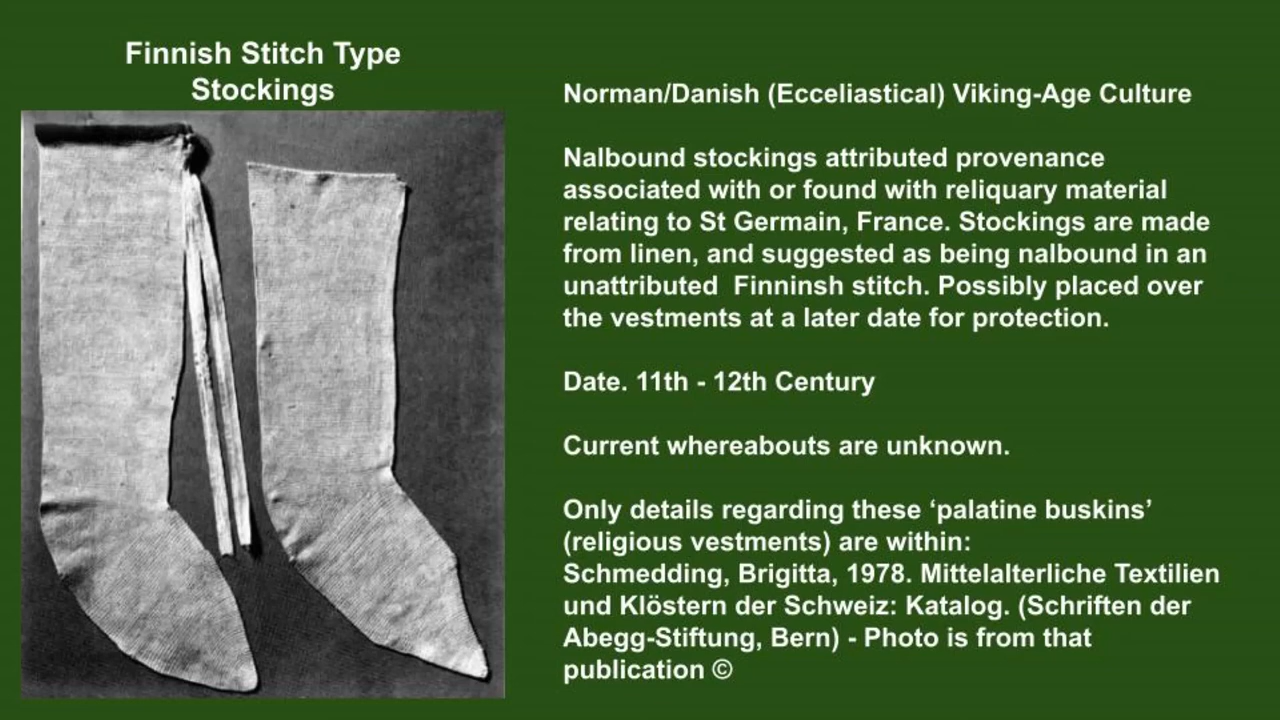 Finnish Stitch Type
Stockings
Norman/Danish (Ecceliastical) Viking-Age Culture
Nalbound stockings attributed provenance
associated with or found with reliquary material
relating to St Germain, France. Stockings are made
from linen, and suggested as being nalbound in an
unattributed  Finninsh stitch. Possibly placed over
the vestments at a later date for protection.
Date. 11th - 12th Century
Current whereabouts are unknown.
Only details regarding these ‘palatine buskins’
(religious vestments) are within:
Schmedding, Brigitta, 1978. Mittelalterliche Textilien
und Klöstern der Schweiz: Katalog. (Schriften der
Abegg-Stiftung, Bern) - Photo is from that
publication ©